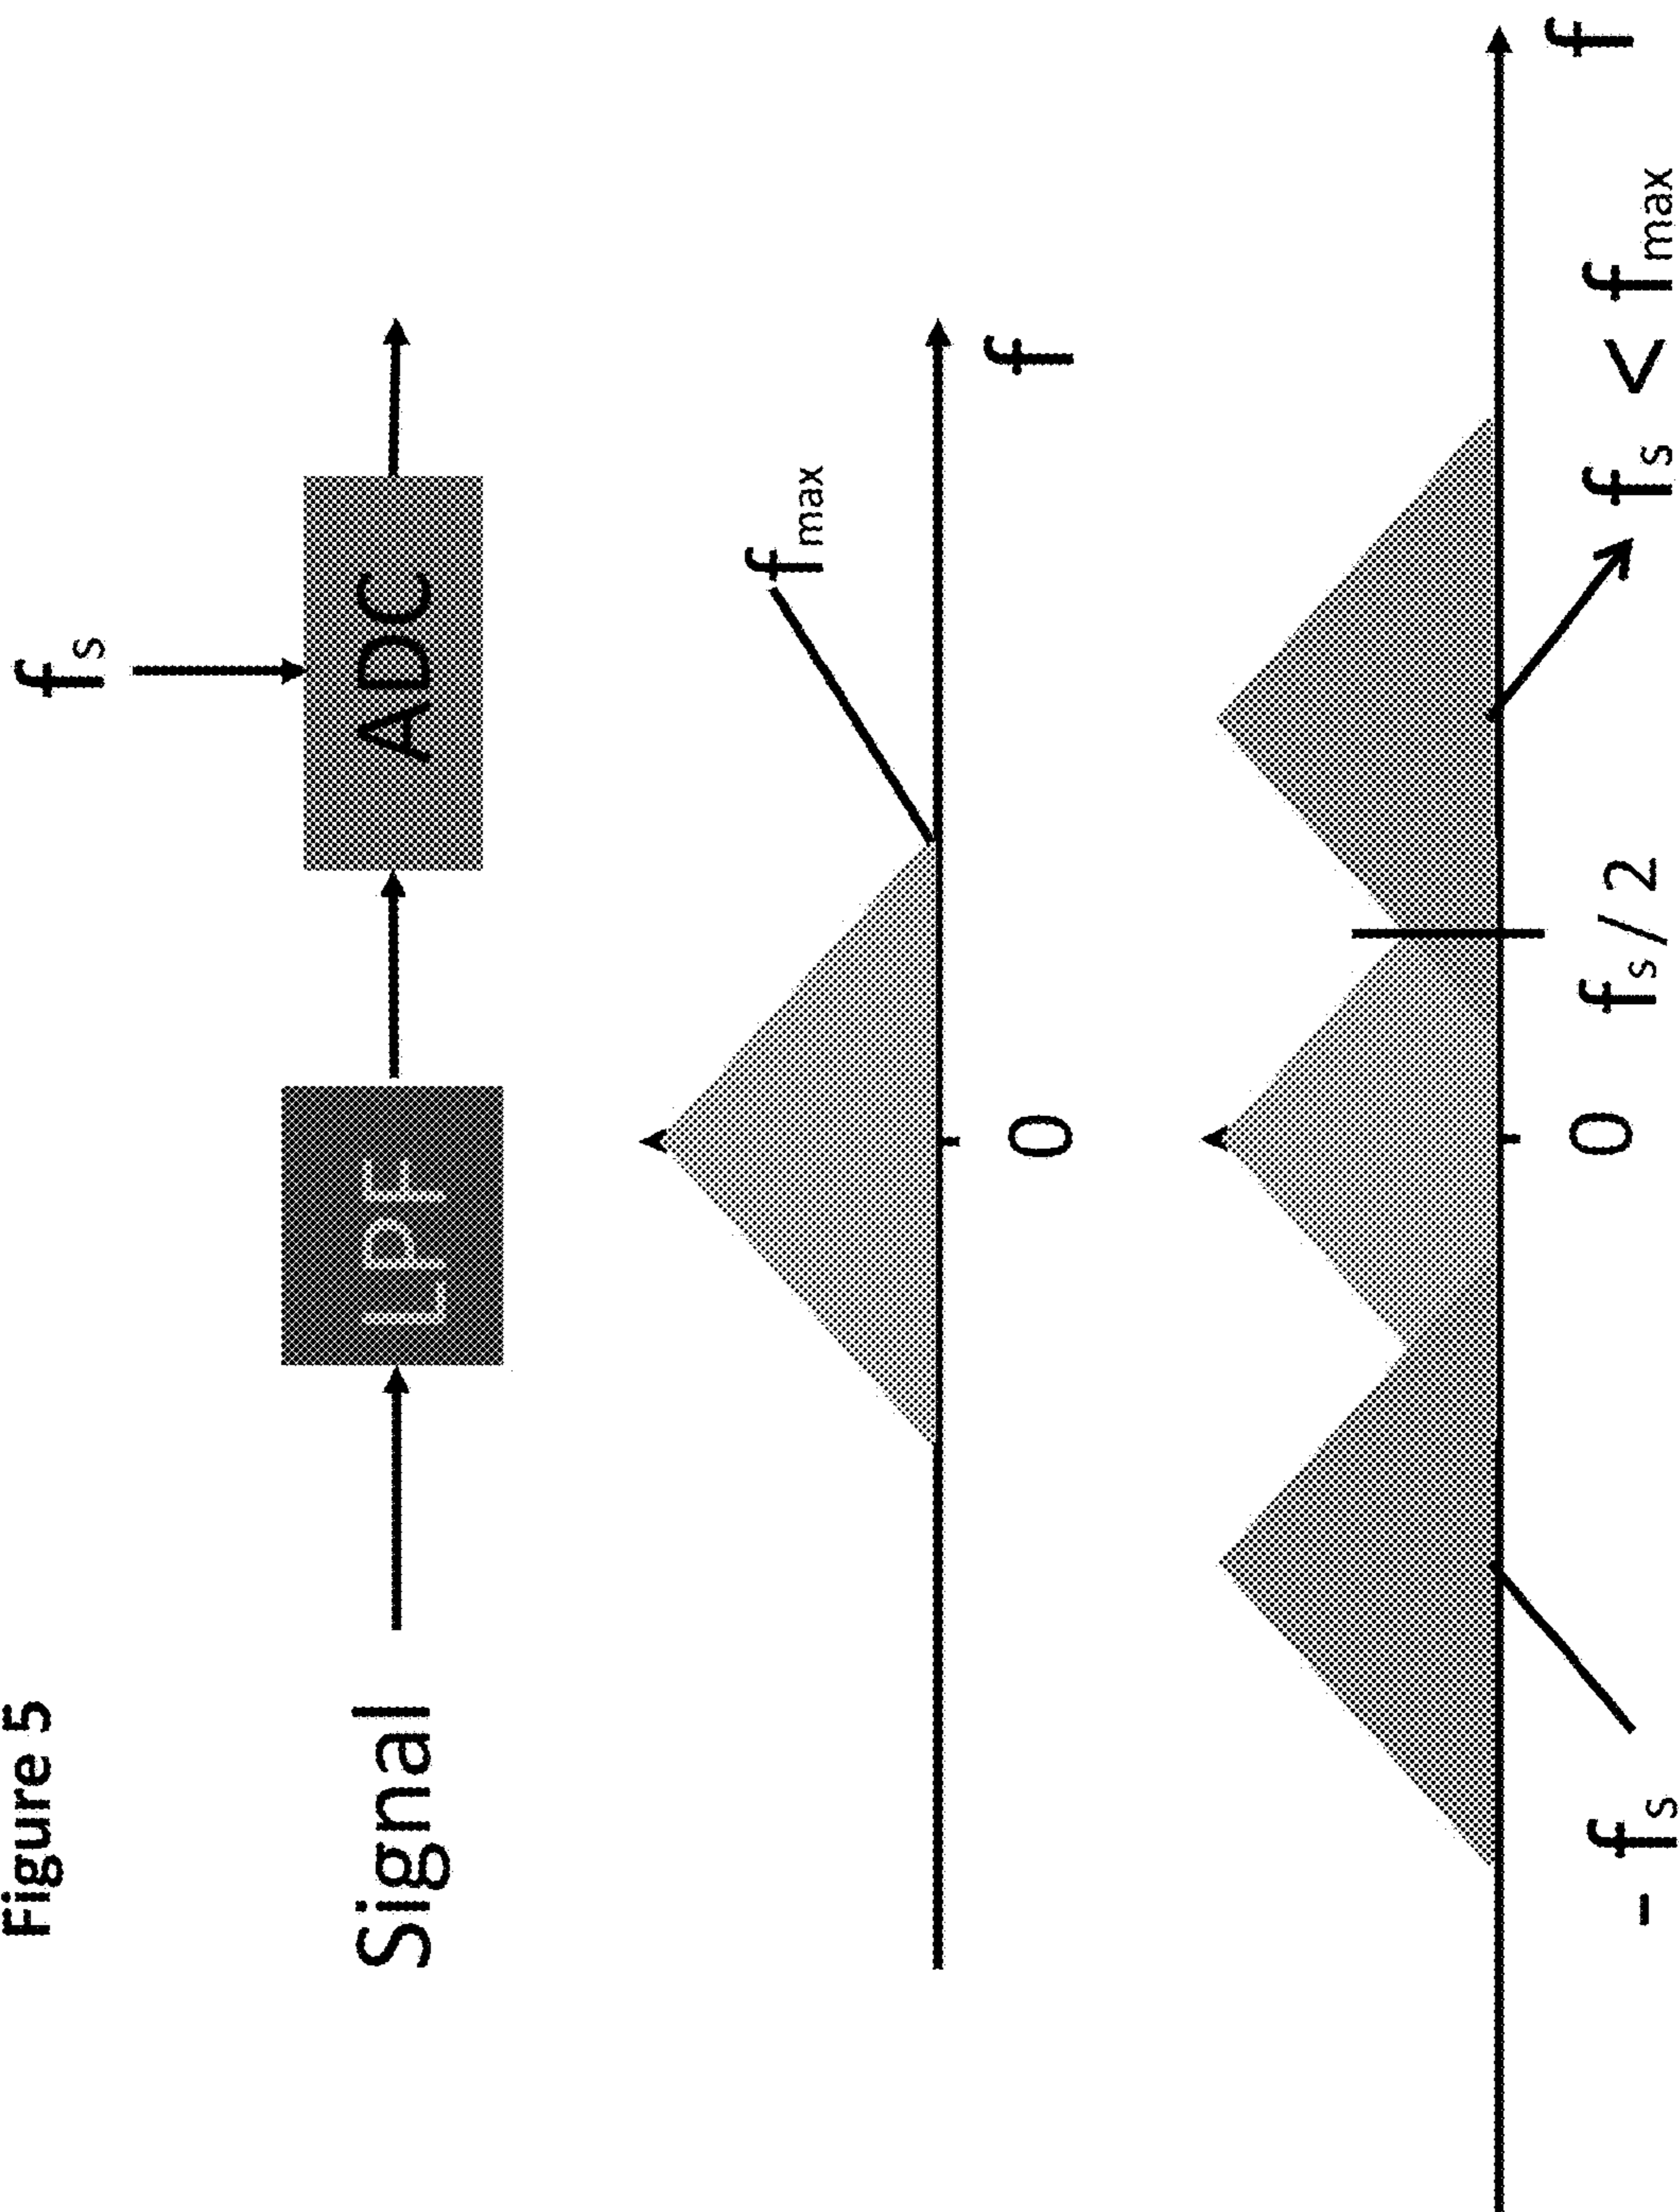 Figure 5
fs
Signal
LPF
ADC
fmax
0
f
f
- fs
0
fs/2
fs < fmax